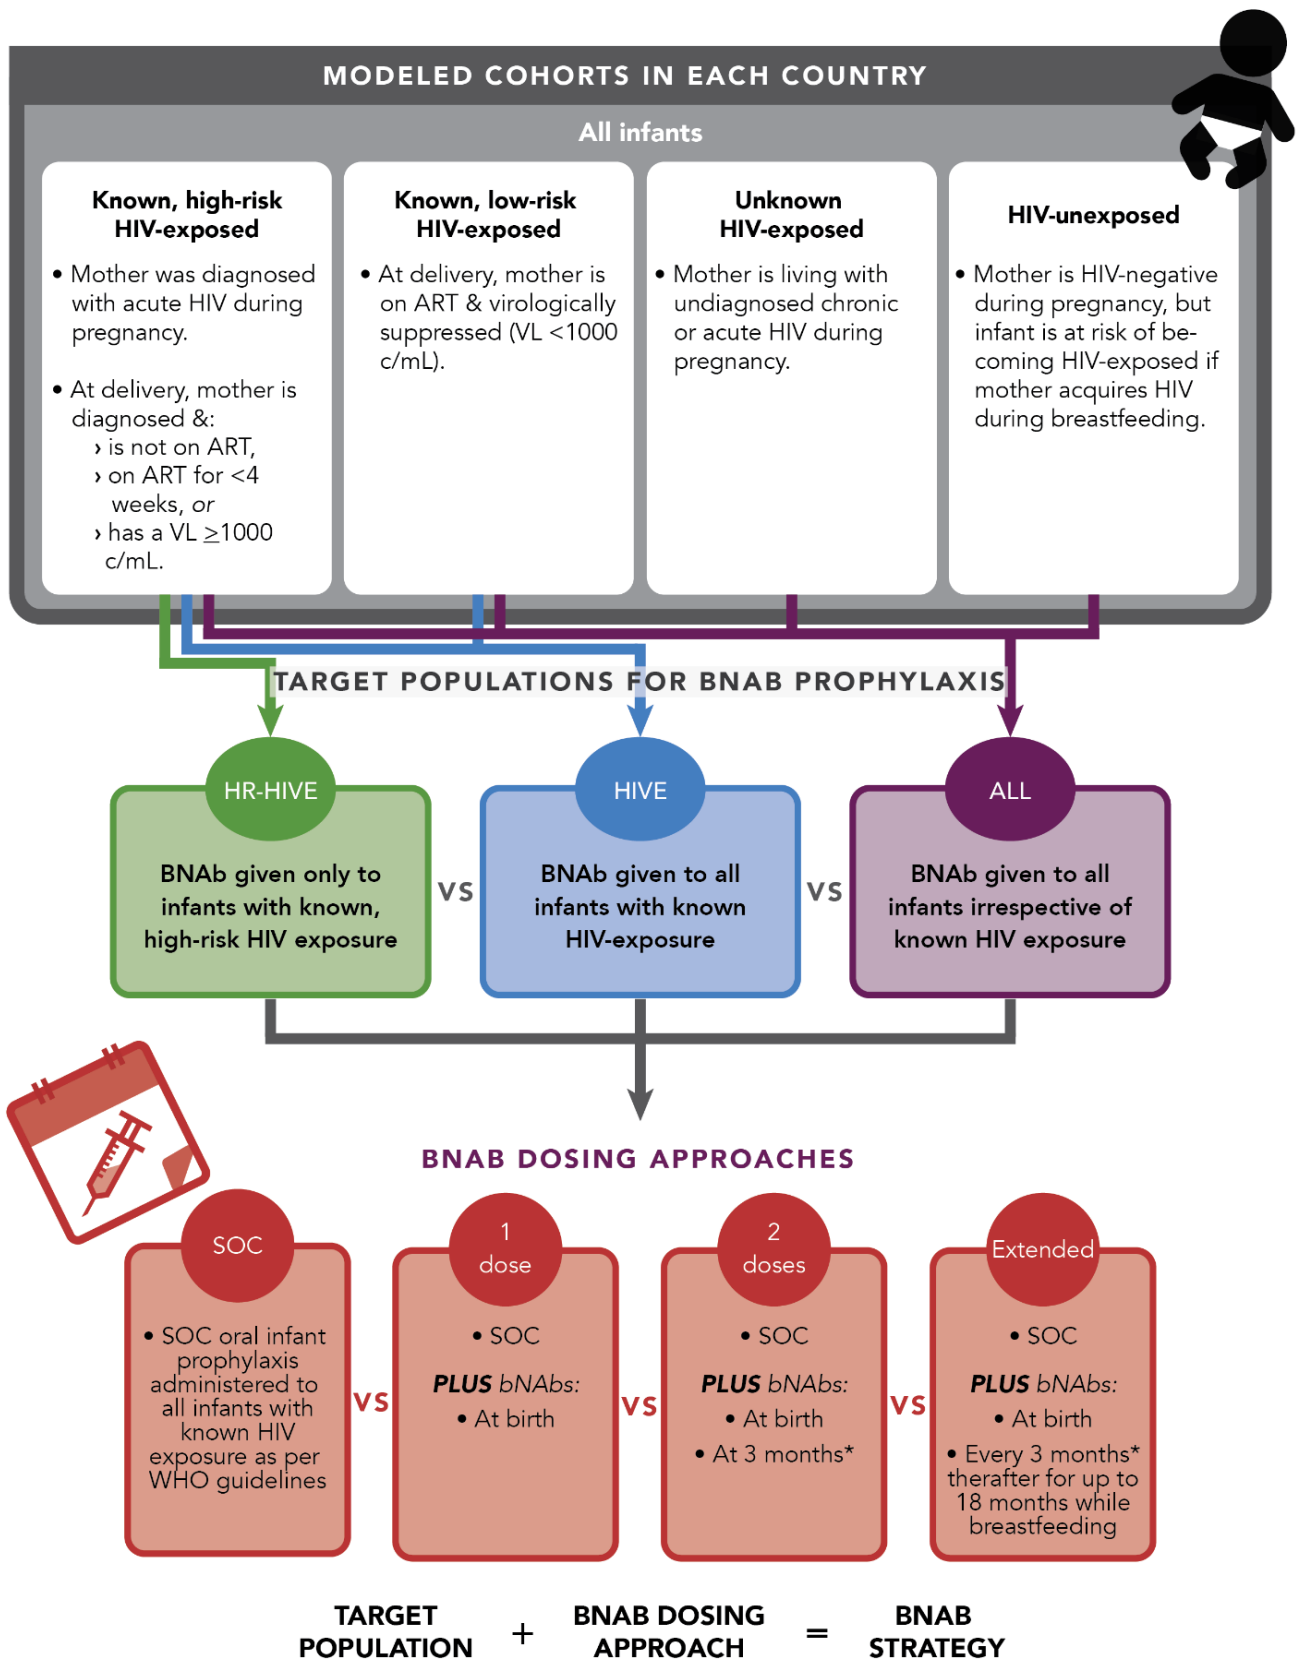 MODELED COHORTS IN EACH COUNTRY
All infants
Known, high-risk
HIV-exposed
• Mother was diagnosed
with acute HIV during
pregnancy.
• At delivery, mother is
diagnosed &:
› is not on ART,
› on ART for <4
weeks, or
› has a VL ≥1000
c/mL.
Known, low-risk
HIV-exposed
• At delivery, mother is
on ART & virologically
suppressed (VL <1000
c/mL).
Unknown
HIV-exposed
• Mother is living with
undiagnosed chronic
or acute HIV during
pregnancy.
HIV-unexposed
• Mother is HIV-negative
during pregnancy, but
infant is at risk of be-
coming HIV-exposed if
mother acquires HIV
during breastfeeding.
TARGET POPULATIONS FOR BNAB PROPHYLAXIS
HR-HIVE
BNAb given only to
infants with known,
high-risk HIV exposure
VS
HIVE
BNAb given to all
infants with known
HIV-exposure
VS
ALL
BNAb given to all
infants irrespective of
known HIV exposure
BNAB DOSING APPROACHES
SOC
• SOC oral infant
prophylaxis
administered to
all infants with
known HIV
exposure as per
WHO guidelines
VS
1
dose
• SOC
PLUS bNAbs:
• At birth
VS
2
doses
• SOC
PLUS bNAbs:
• At birth
• At 3 months*
VS
Extended
• SOC
PLUS bNAbs:
• At birth
• Every 3 months*
therafter for up to
18 months while
breastfeeding
TARGET
POPULATION
+
BNAB DOSING
APPROACH
=
BNAB
STRATEGY